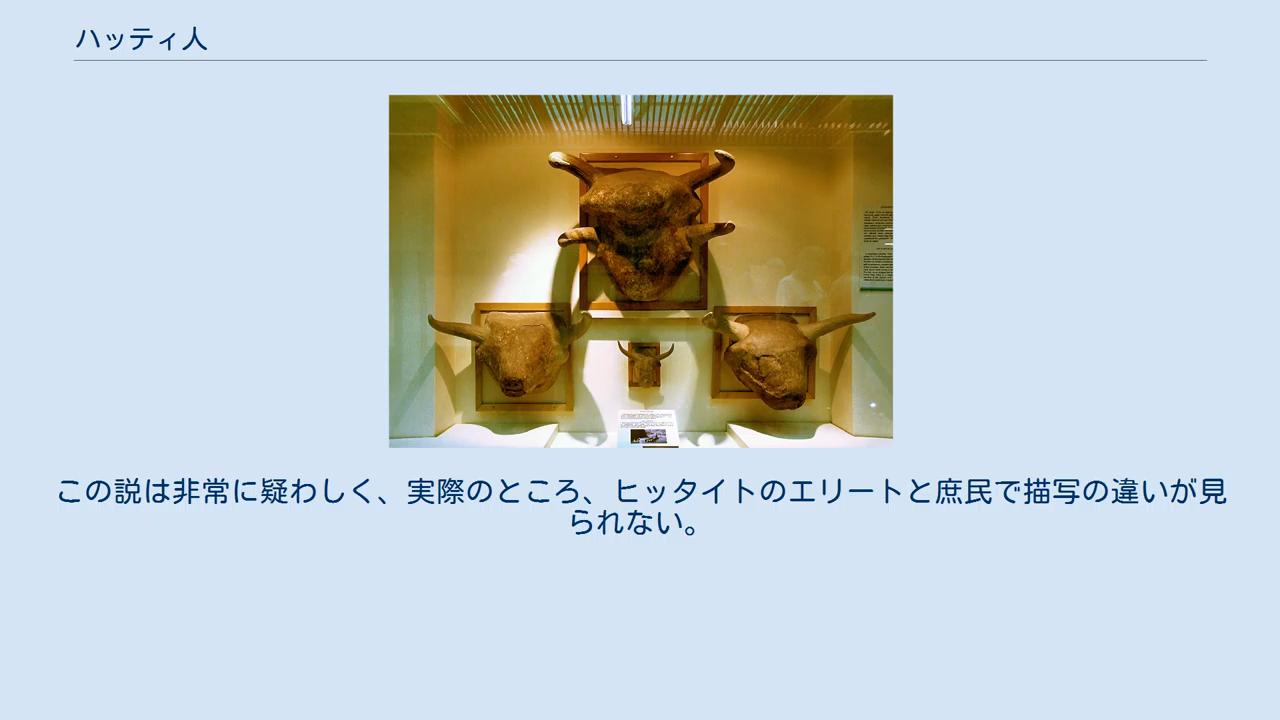 ハッティ人
この説は非常に疑わしく、実際のところ、ヒッタイトのエリートと庶民で描写の違いが見
られない。